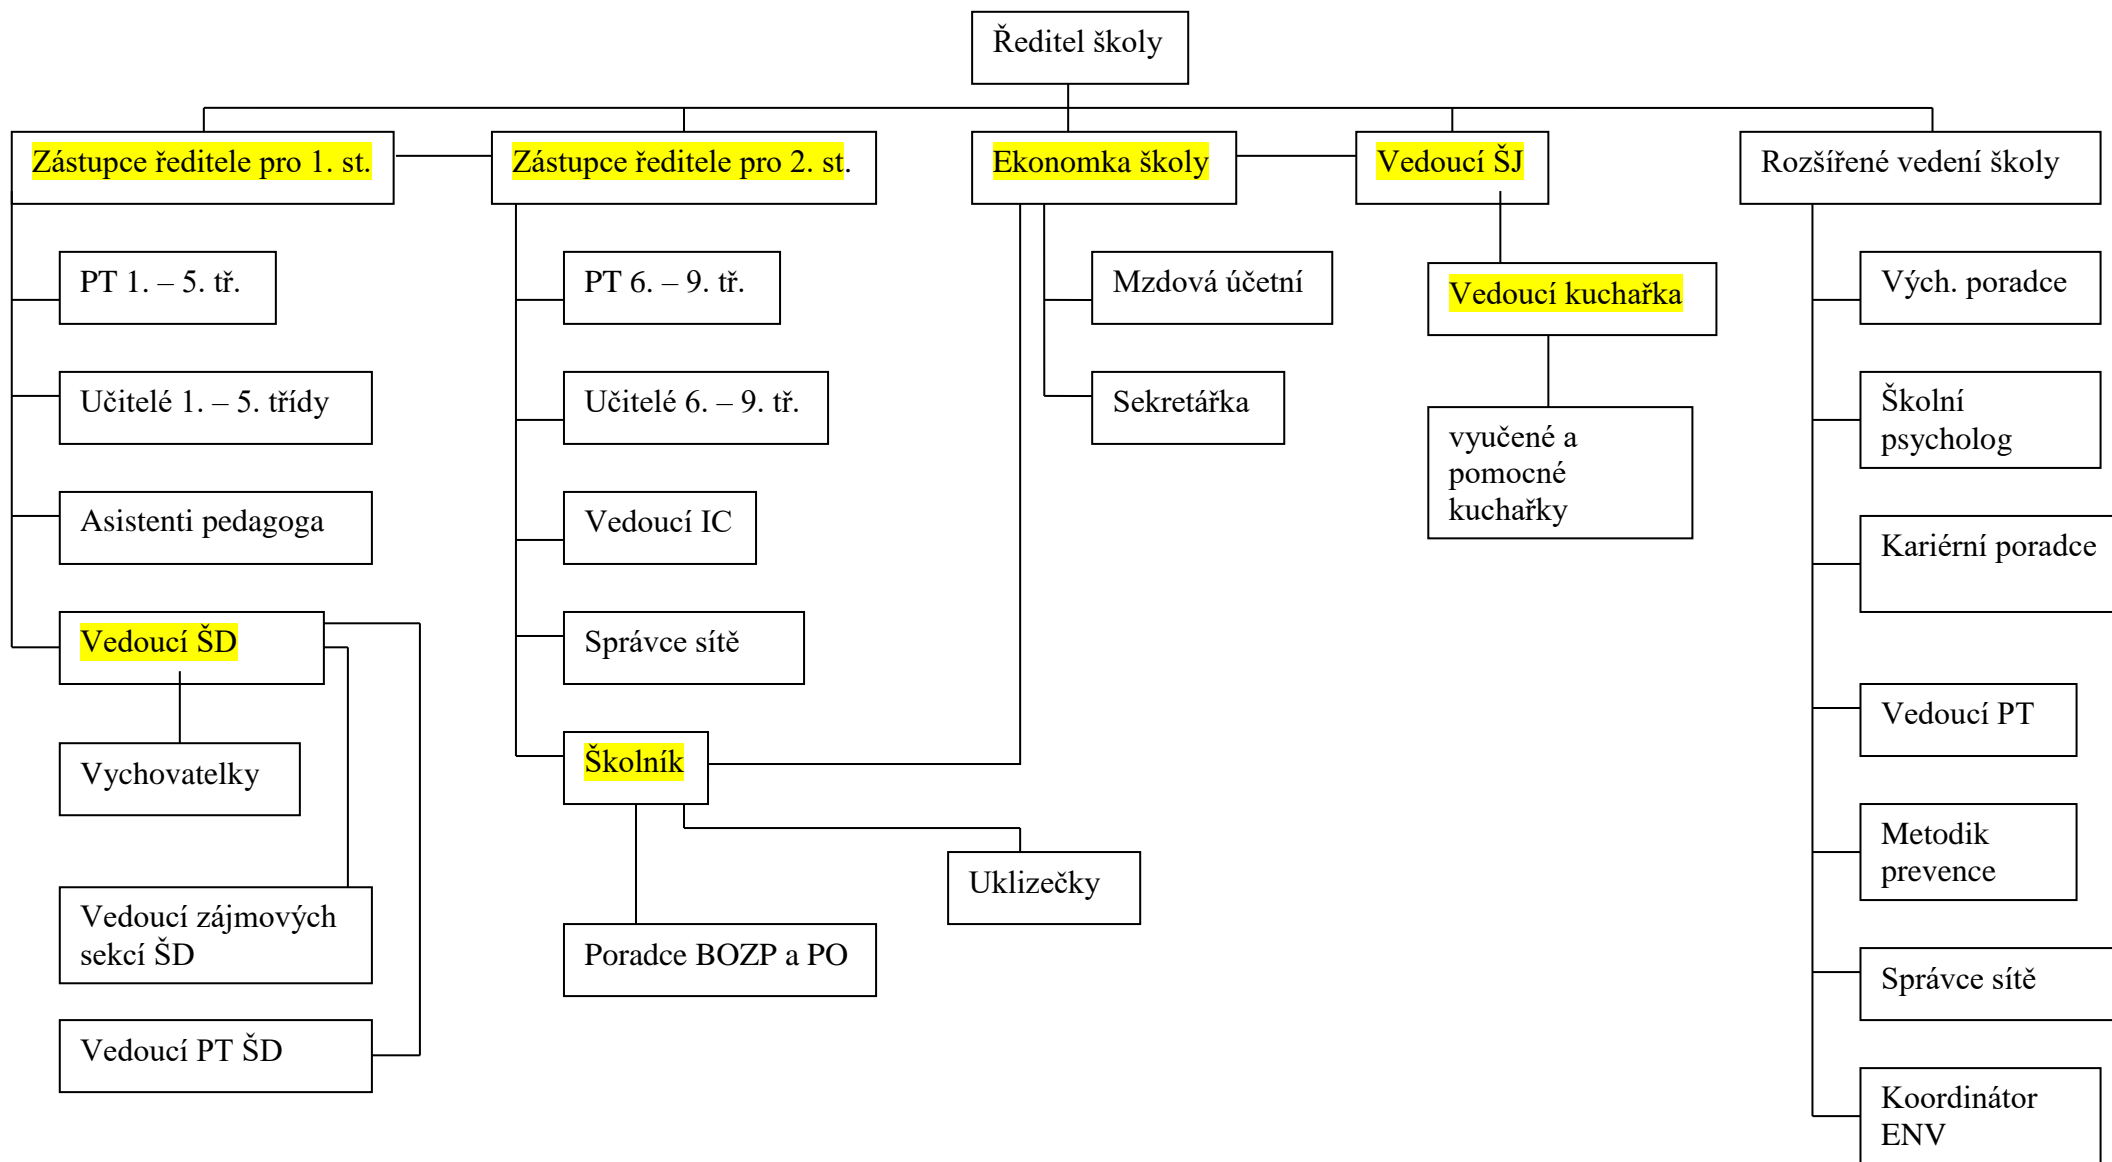 Ředitel školy
Zástupce ředitele pro 1. st.
Zástupce ředitele pro 2. st.
Ekonomka školy
Vedoucí ŠJ
Rozšířené vedení školy
PT 1. – 5. tř.
PT 6. – 9. tř.
Mzdová účetní
Vedoucí kuchařka
Vých. poradce
Učitelé 1. – 5. třídy
Učitelé 6. – 9. tř.
Sekretářka
vyučené a
pomocné
kuchařky
Školní
psycholog
Asistenti pedagoga
Vedoucí IC
Kariérní poradce
Vedoucí ŠD
Správce sítě
Vedoucí PT
Vychovatelky
Školník
Metodik
prevence
Uklizečky
Vedoucí zájmových
sekcí ŠD
Poradce BOZP a PO
Správce sítě
Vedoucí PT ŠD
Koordinátor
ENV